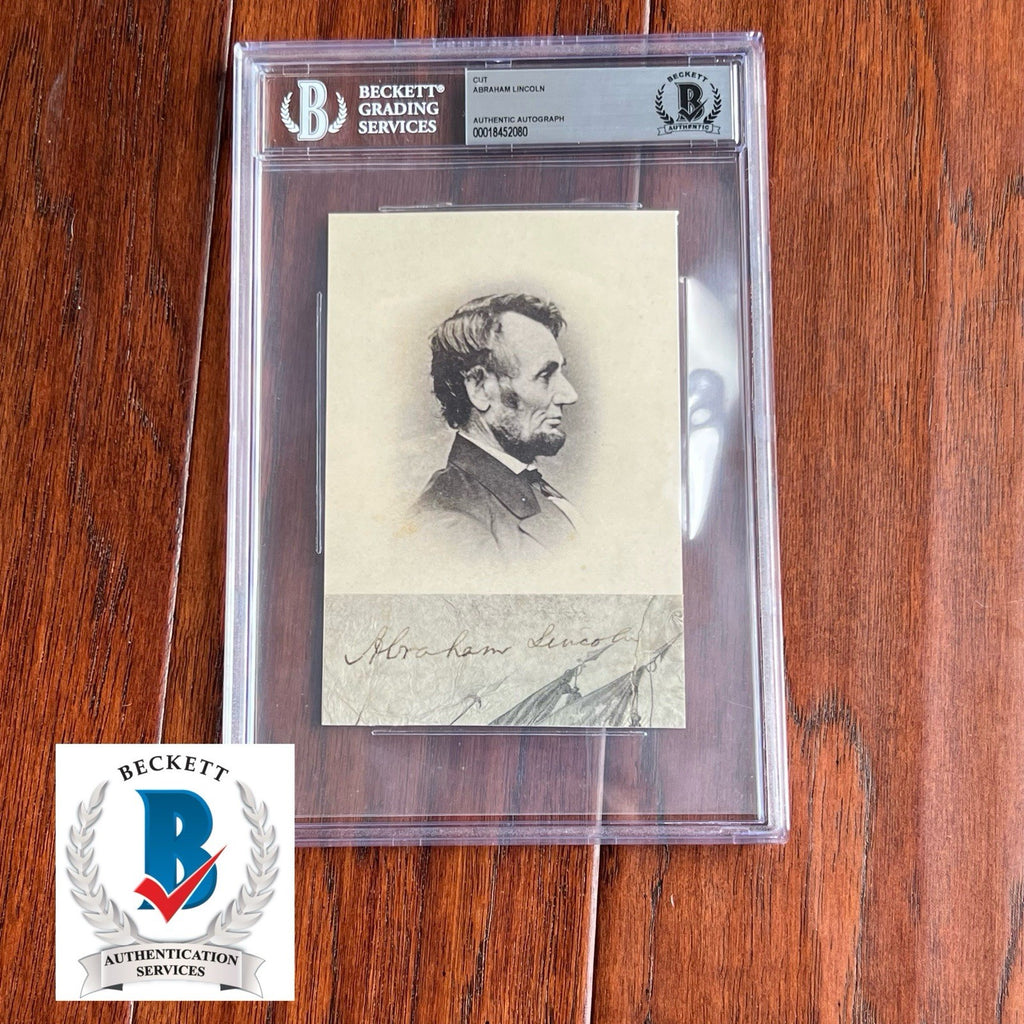 BECKETT®
GRADING
SERVICES
CUT
ABRAHAM LINCOLN
AUTHENTIC AUTOGRAPH
00018452080
BECKETT
B
AUTHENTIC
B
Abraham Lincoln
BECKETT
B
AUTHENTICATION
SERVICES